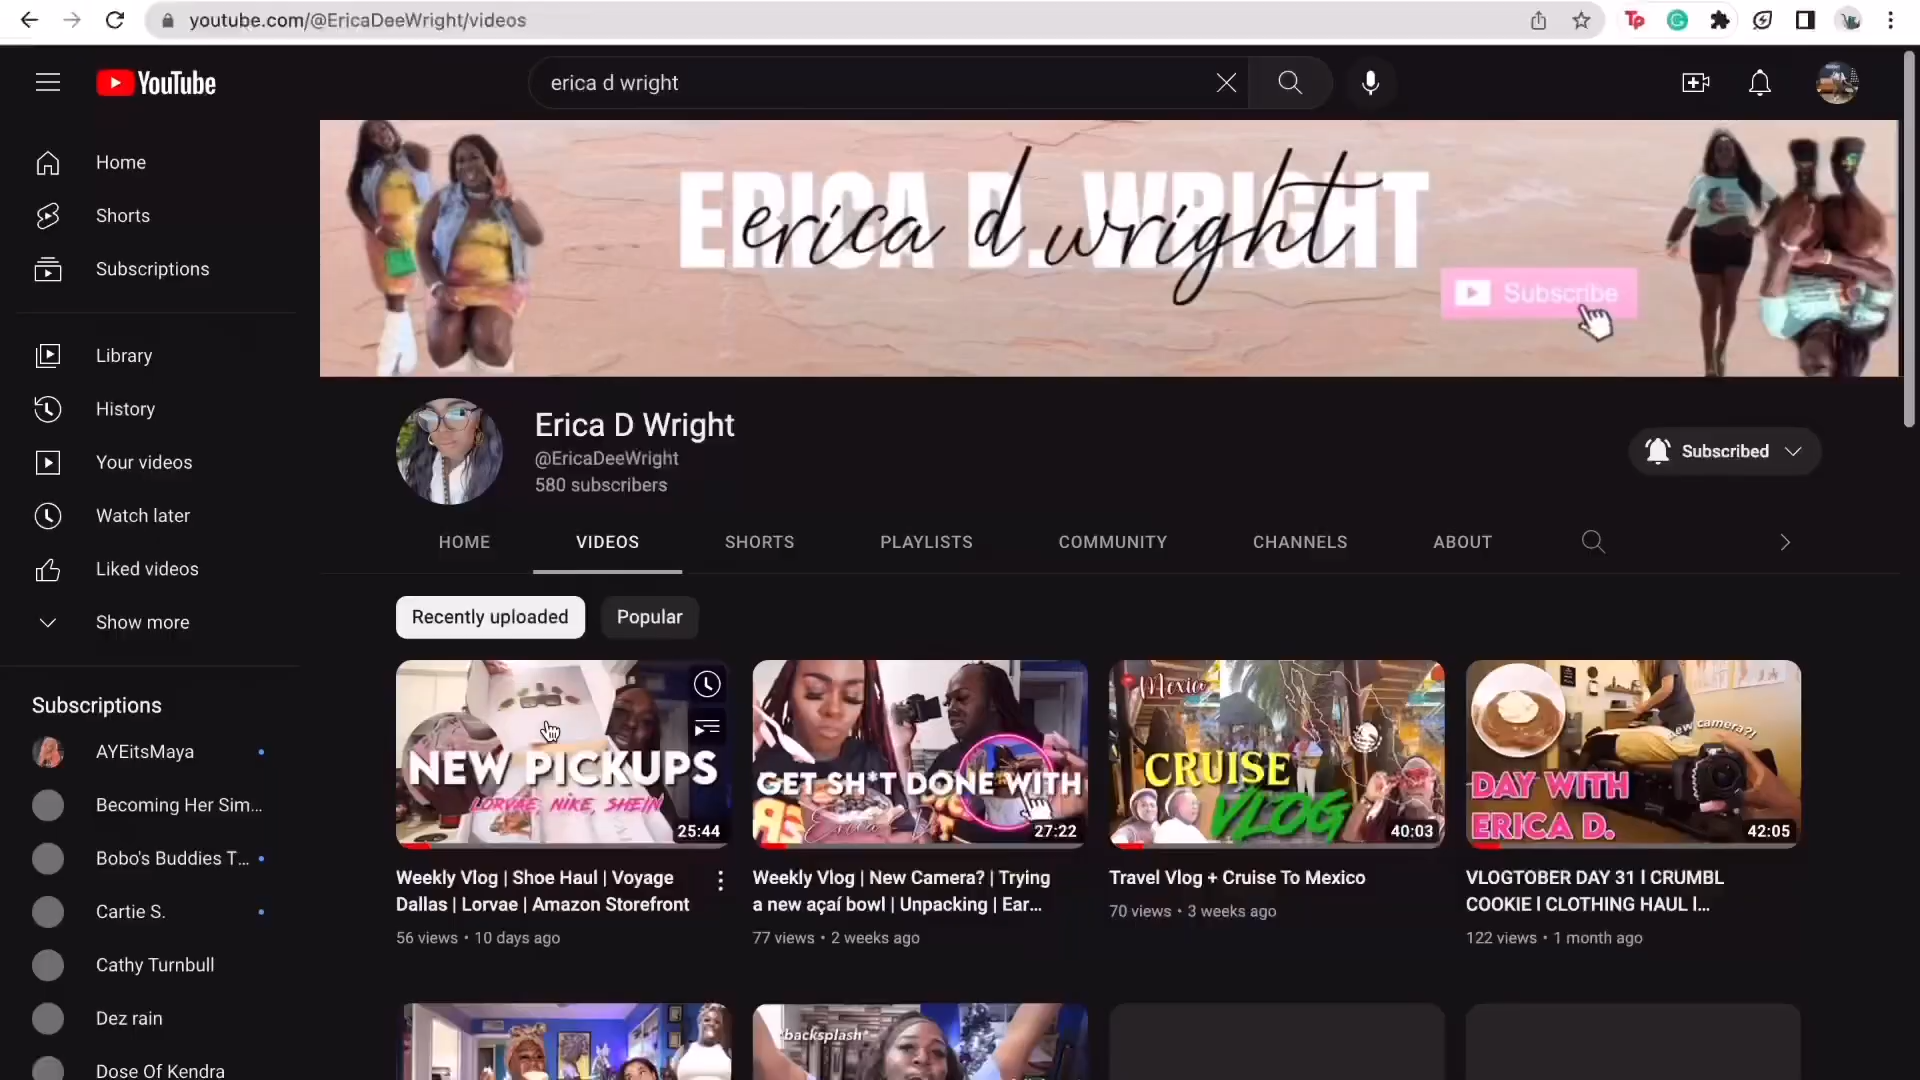 youtube.com/@EricaDeeWright/videos
YouTube
erica d wright
Home
Shorts
Subscriptions
Library
History
Your videos
Watch later
Liked videos
Show more
Subscriptions
AYEitsMaya
Becoming Her Sim...
Bobo's Buddies T...
Cartie S.
Cathy Turnbull
Dez rain
Dose Of Kendra
ERICA D. WRIGHT
erica d wright
Subscribe
Erica D Wright
@EricaDeeWright
580 subscribers
Subscribed
HOME
VIDEOS
SHORTS
PLAYLISTS
COMMUNITY
CHANNELS
ABOUT
Recently uploaded
Popular
NEW PICKUPS
LORVAE, NIKE, SHEIN
25:44
Weekly Vlog | Shoe Haul | Voyage
Dallas | Lorvae | Amazon Storefront
56 views • 10 days ago
GET SH*T DONE WITH
27:22
Weekly Vlog | New Camera? | Trying
a new açaí bowl | Unpacking | Ear...
77 views • 2 weeks ago
Mexico
CRUISE
VLOG
40:03
Travel Vlog + Cruise To Mexico
70 views • 3 weeks ago
new camera?!
DAY WITH
ERICA D.
42:05
VLOGTOBER DAY 31 l CRUMBL
COOKIE l CLOTHING HAUL l...
122 views • 1 month ago
*backsplash*